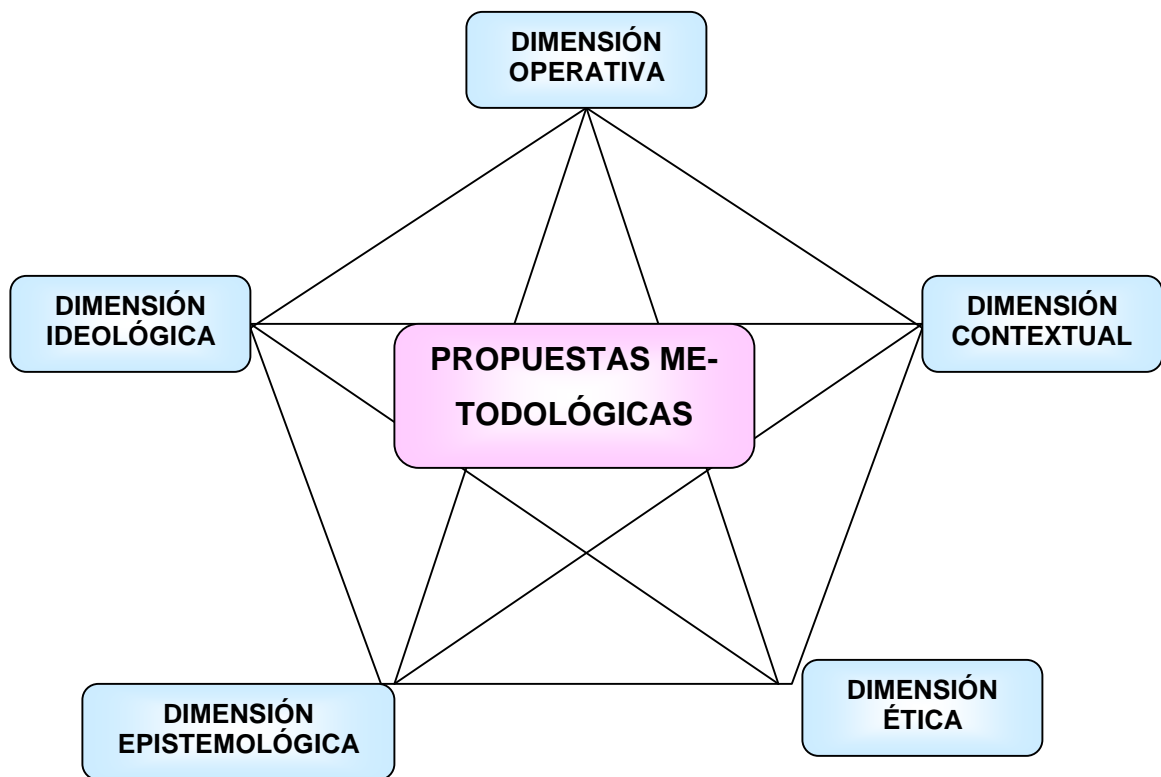 DIMENSIÓN
OPERATIVA
DIMENSIÓN
IDEOLÓGICA
PROPUESTAS ME-
TODOLÓGICAS
DIMENSIÓN
CONTEXTUAL
DIMENSIÓN
EPISTEMOLÓGICA
DIMENSIÓN
ÉTICA